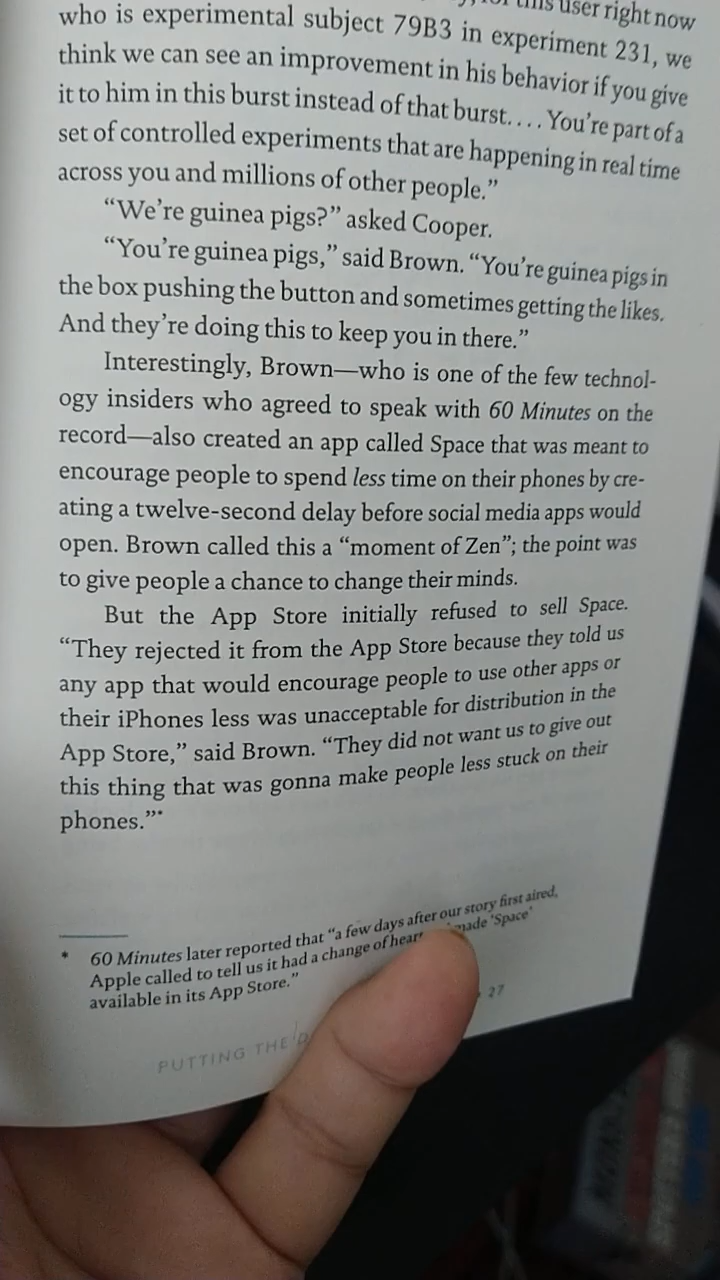 this user right now
who is experimental subject 79B3 in experiment 231, we
think we can see an improvement in his behavior if you give
it to him in this burst instead of that burst.... You're part of a
set of controlled experiments that are happening in real time
across you and millions of other people."
"We're guinea pigs?" asked Cooper.
"You're guinea pigs," said Brown. "You're guinea pigs in
the box pushing the button and sometimes getting the likes.
And they're doing this to keep you in there."
Interestingly, Brown—who is one of the few technol-
ogy insiders who agreed to speak with 60 Minutes on the
record—also created an app called Space that was meant to
encourage people to spend less time on their phones by cre-
ating a twelve-second delay before social media apps would
open. Brown called this a "moment of Zen"; the point was
to give people a chance to change their minds.
But the App Store initially refused to sell Space.
"They rejected it from the App Store because they told us
any app that would encourage people to use other apps or
their iPhones less was unacceptable for distribution in the
App Store," said Brown. "They did not want us to give out
this thing that was gonna make people less stuck on their
phones."*
* 60 Minutes later reported that "a few days after our story first aired,
Apple called to tell us it had a change of heart made 'Space'
available in its App Store."
PUTTING THE 27